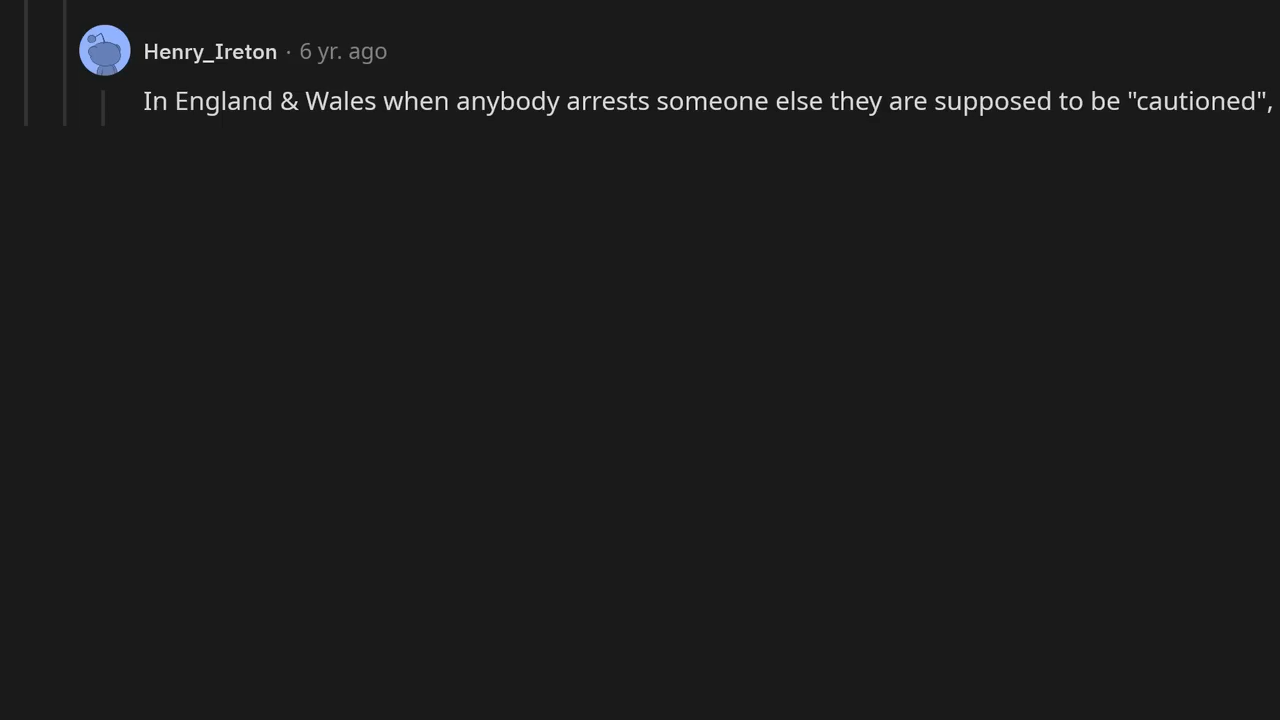 Henry_Ireton · 6 yr. ago
In England & Wales when anybody arrests someone else they are supposed to be "cautioned",